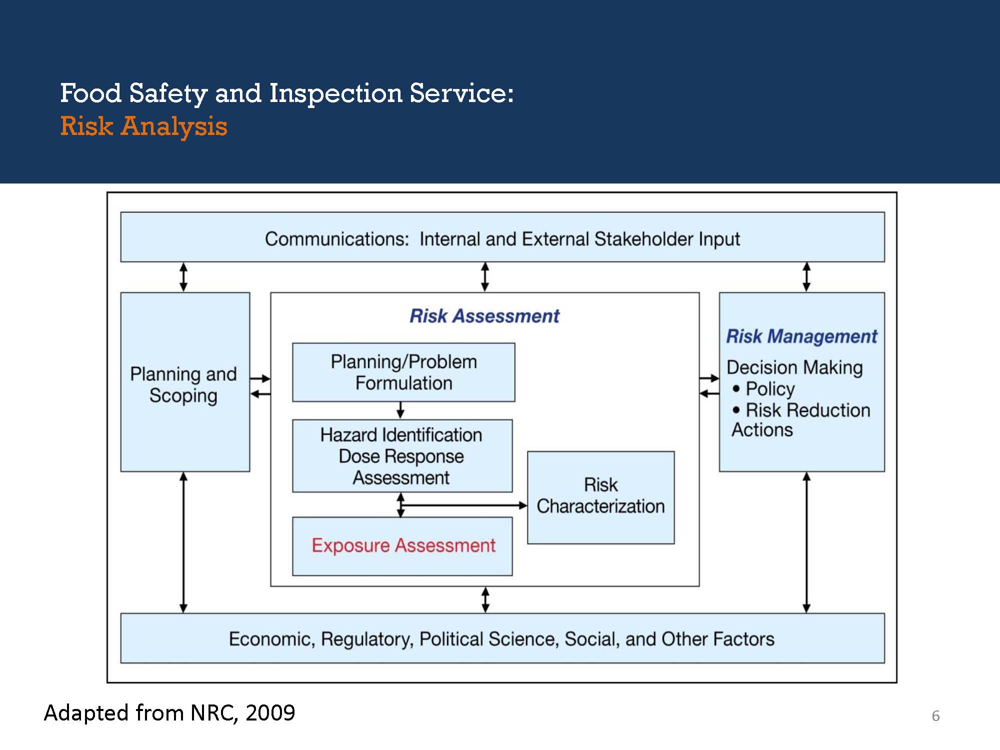 Food Safety and Inspection Service:
Risk Analysis
Communications: Internal and External Stakeholder Input
Planning and
Scoping
Risk Assessment
Planning/Problem
Formulation
Hazard Identification
Dose Response
Assessment
Exposure Assessment
Risk
Characterization
Risk Management
Decision Making
• Policy
• Risk Reduction
Actions
Economic, Regulatory, Political Science, Social, and Other Factors
Adapted from NRC, 2009
6